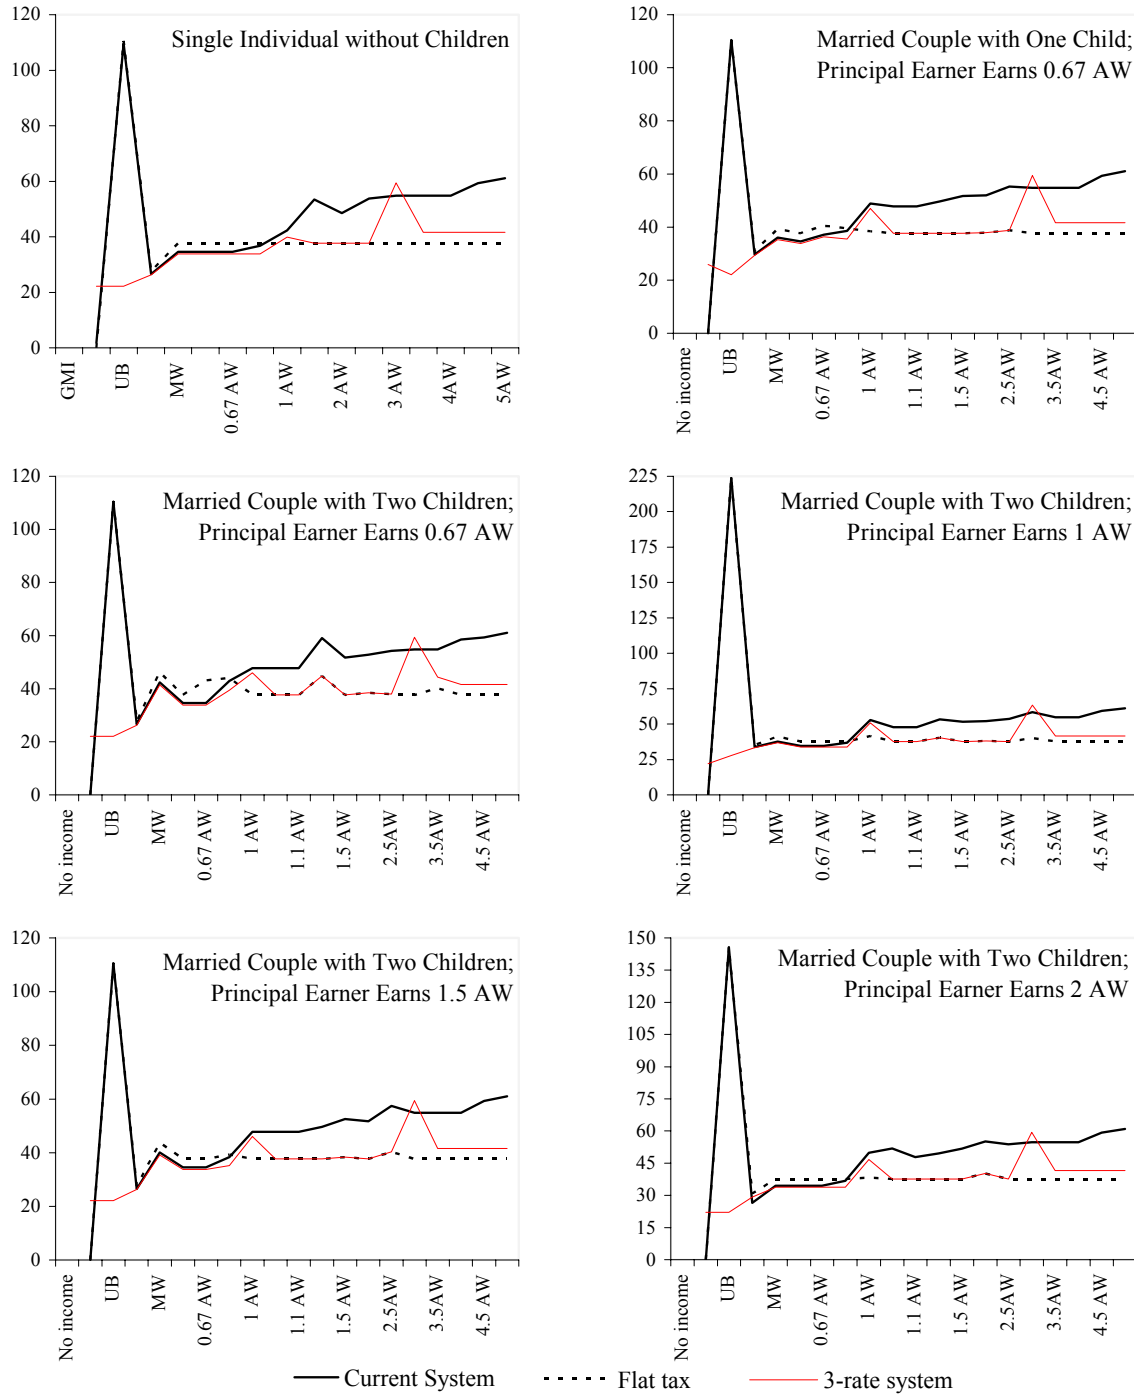 Single Individual without Children
120
100
80
60
40
20
0
GMI
UB
MW
0.67 AW
1 AW
2 AW
3 AW
4AW
5AW
Married Couple with One Child;
Principal Earner Earns 0.67 AW
120
100
80
60
40
20
0
No income
UB
MW
0.67 AW
1 AW
1.1 AW
1.5 AW
2.5AW
3.5AW
4.5 AW
Married Couple with Two Children;
Principal Earner Earns 0.67 AW
120
100
80
60
40
20
0
No income
UB
MW
0.67 AW
1 AW
1.1 AW
1.5 AW
2.5AW
3.5AW
4.5 AW
Married Couple with Two Children;
Principal Earner Earns 1 AW
225
200
175
150
125
100
75
50
25
0
No income
UB
MW
0.67 AW
1 AW
1.1 AW
1.5 AW
2.5AW
3.5AW
4.5 AW
Married Couple with Two Children;
Principal Earner Earns 1.5 AW
120
100
80
60
40
20
0
No income
UB
MW
0.67 AW
1 AW
1.1 AW
1.5 AW
2.5AW
3.5AW
4.5 AW
Married Couple with Two Children;
Principal Earner Earns 2 AW
150
135
120
105
90
75
60
45
30
15
0
No income
UB
MW
0.67 AW
1 AW
1.1 AW
1.5 AW
2.5AW
3.5AW
4.5 AW
Current System
Flat tax
3-rate system